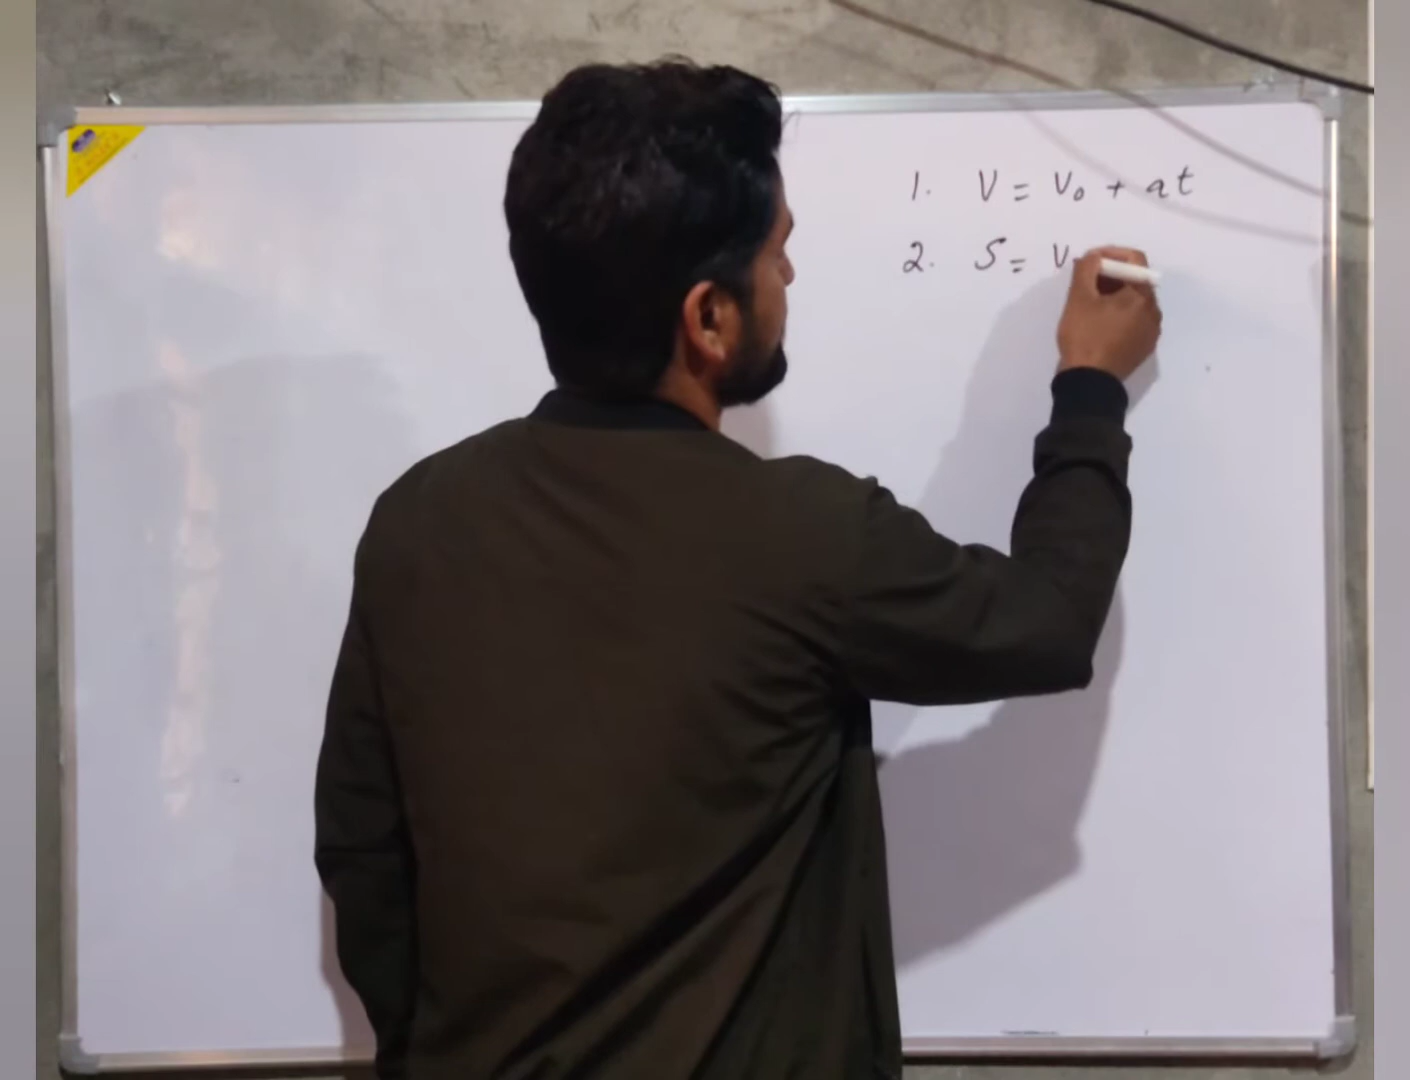 1. V = V₀ + at
2. S = V